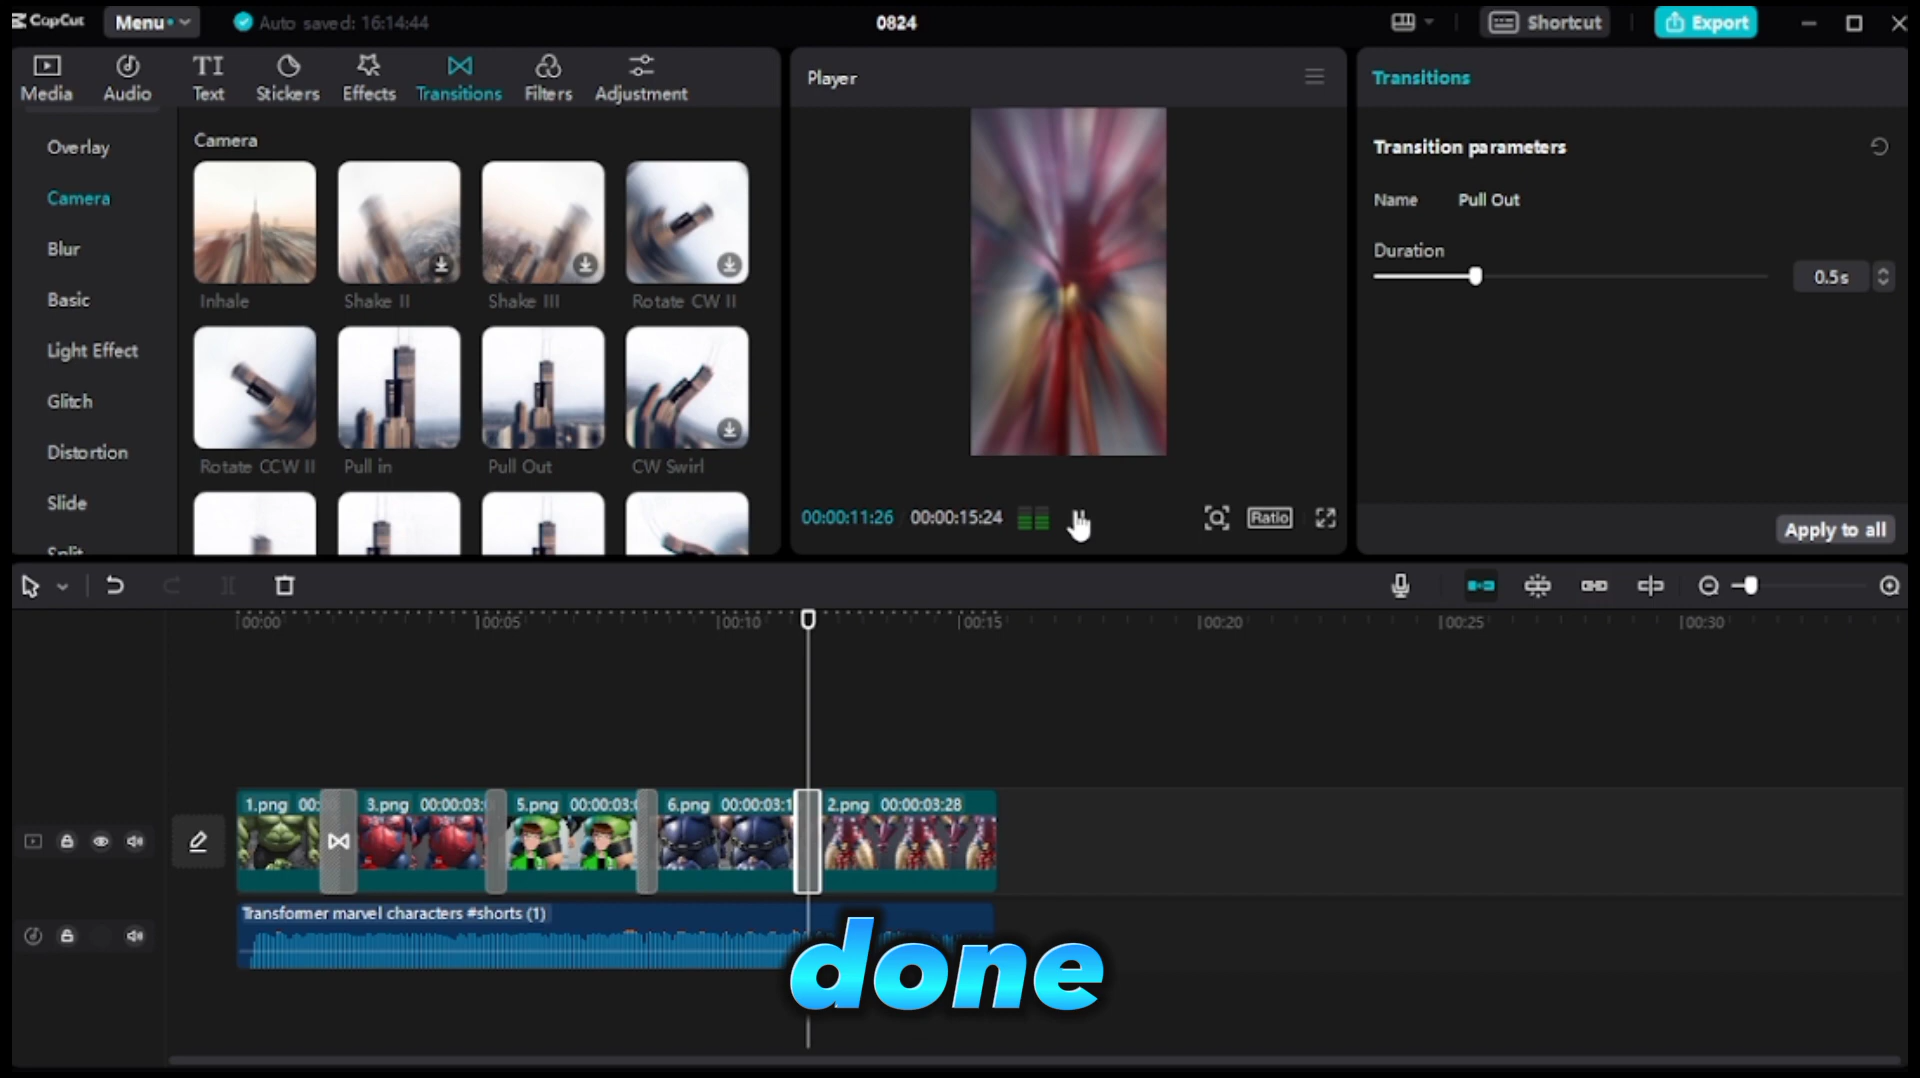 CapCut
Menu
Auto saved: 16:14:44
0824
Shortcut
Export
Media
Audio
TI
Text
Stickers
Effects
Transitions
Filters
Adjustment
Overlay
Camera
Blur
Basic
Light Effect
Glitch
Distortion
Slide
Split
Camera
Inhale
Shake II
Shake III
Rotate CW II
Rotate CCW II
Pull in
Pull Out
CW Swirl
Player
00:00:11:26
00:00:15:24
Ratio
Transitions
Transition parameters
Name
Pull Out
Duration
0.5s
Apply to all
00:00
00:05
00:10
00:15
00:20
00:25
00:30
1.png 00:
3.png 00:00:03:
5.png 00:00:03:
6.png 00:00:03:1
2.png 00:00:03:28
Transformer marvel characters #shorts (1)
done